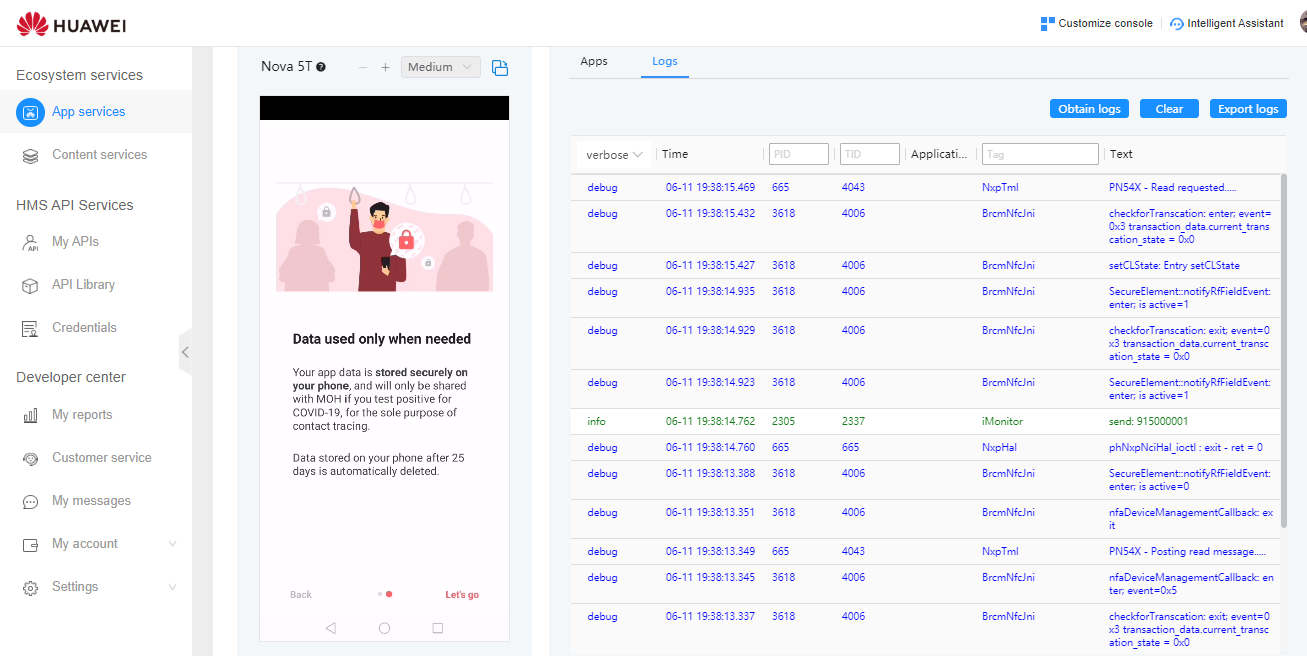 HUAWEI
Customize console
Intelligent Assistant
Ecosystem services
App services
Content services
HMS API Services
My APIs
API Library
Credentials
Developer center
My reports
Customer service
My messages
My account
Settings
Nova 5T
Medium
Data used only when needed
Your app data is stored securely on
your phone, and will only be shared
with MOH if you test positive for
COVID-19, for the sole purpose of
contact tracing.
Data stored on your phone after 25
days is automatically deleted.
Back
Let's go
Apps
Logs
Obtain logs
Clear
Export logs
verbose
Time
PID
TID
Applicati...
Tag
Text
debug 06-11 19:38:15.469 665 4043 NxpTml PN54X - Read requested.....
debug 06-11 19:38:15.432 3618 4006 BrcmNfcJni checkforTranscation: enter; event=
0x3 transaction_data.current_trans
cation_state = 0x0
debug 06-11 19:38:15.427 3618 4006 BrcmNfcJni setCLState: Entry setCLState
debug 06-11 19:38:14.935 3618 4006 BrcmNfcJni SecureElement::notifyRfFieldEvent:
enter; is active=1
debug 06-11 19:38:14.929 3618 4006 BrcmNfcJni checkforTranscation: exit; event=0
x3 transaction_data.current_transc
ation_state = 0x0
debug 06-11 19:38:14.923 3618 4006 BrcmNfcJni SecureElement::notifyRfFieldEvent:
enter; is active=1
info 06-11 19:38:14.762 2305 2337 iMonitor send: 915000001
debug 06-11 19:38:14.760 665 665 NxpHal phNxpNciHal_ioctl : exit - ret = 0
debug 06-11 19:38:13.388 3618 4006 BrcmNfcJni SecureElement::notifyRfFieldEvent:
enter; is active=0
debug 06-11 19:38:13.351 3618 4006 BrcmNfcJni nfaDeviceManagementCallback: ex
it
debug 06-11 19:38:13.349 665 4043 NxpTml PN54X - Posting read message.....
debug 06-11 19:38:13.345 3618 4006 BrcmNfcJni nfaDeviceManagementCallback: en
ter; event=0x5
debug 06-11 19:38:13.337 3618 4006 BrcmNfcJni checkforTranscation: exit; event=0
x3 transaction_data.current_transc
ation_state = 0x0